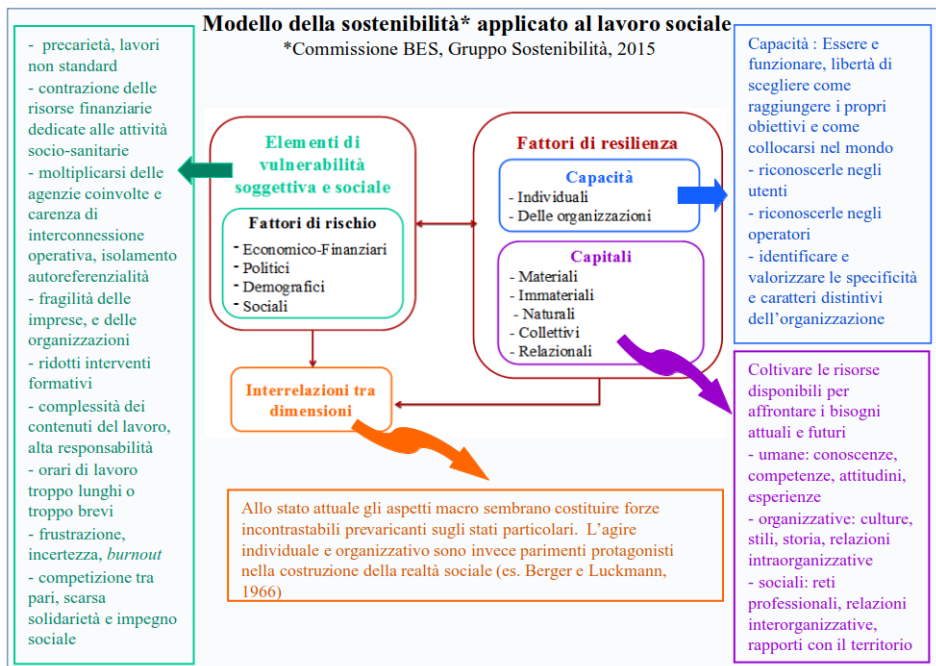 Modello della sostenibilità* applicato al lavoro sociale
*Commissione BES, Gruppo Sostenibilità, 2015
- precarietà, lavori
non standard
- contrazione delle
risorse finanziarie
dedicate alle attività
socio-sanitarie
- moltiplicarsi delle
agenzie coinvolte e
carenza di
interconnessione
operativa, isolamento
autoreferenzialità
- fragilità delle
imprese, e delle
organizzazioni
- ridotti interventi
formativi
- complessità dei
contenuti del lavoro,
alta responsabilità
- orari di lavoro
troppo lunghi o
troppo brevi
- frustrazione,
incertezza, burnout
- competizione tra
pari, scarsa
solidarietà e impegno
sociale
Elementi di
vulnerabilità
soggettiva e sociale
Fattori di rischio
- Economico-Finanziari
- Politici
- Demografici
- Sociali
Fattori di resilienza
Capacità
- Individuali
- Delle organizzazioni
Capitali
- Materiali
- Immateriali
- Naturali
- Collettivi
- Relazionali
Interrelazioni tra
dimensioni
Allo stato attuale gli aspetti macro sembrano costituire forze
incontrastabili prevaricanti sugli stati particolari. L'agire
individuale e organizzativo sono invece parimenti protagonisti
nella costruzione della realtà sociale (es. Berger e Luckmann,
1966)
Capacità : Essere e
funzionare, libertà di
scegliere come
raggiungere i propri
obiettivi e come
collocarsi nel mondo
- riconoscerle negli
utenti
- riconoscerle negli
operatori
- identificare e
valorizzare le specificità
e caratteri distintivi
dell'organizzazione
Coltivare le risorse
disponibili per
affrontare i bisogni
attuali e futuri
- umane: conoscenze,
competenze, attitudini,
esperienze
- organizzative: culture,
stili, storia, relazioni
intraorganizzative
- sociali: reti
professionali, relazioni
interorganizzative,
rapporti con il territorio